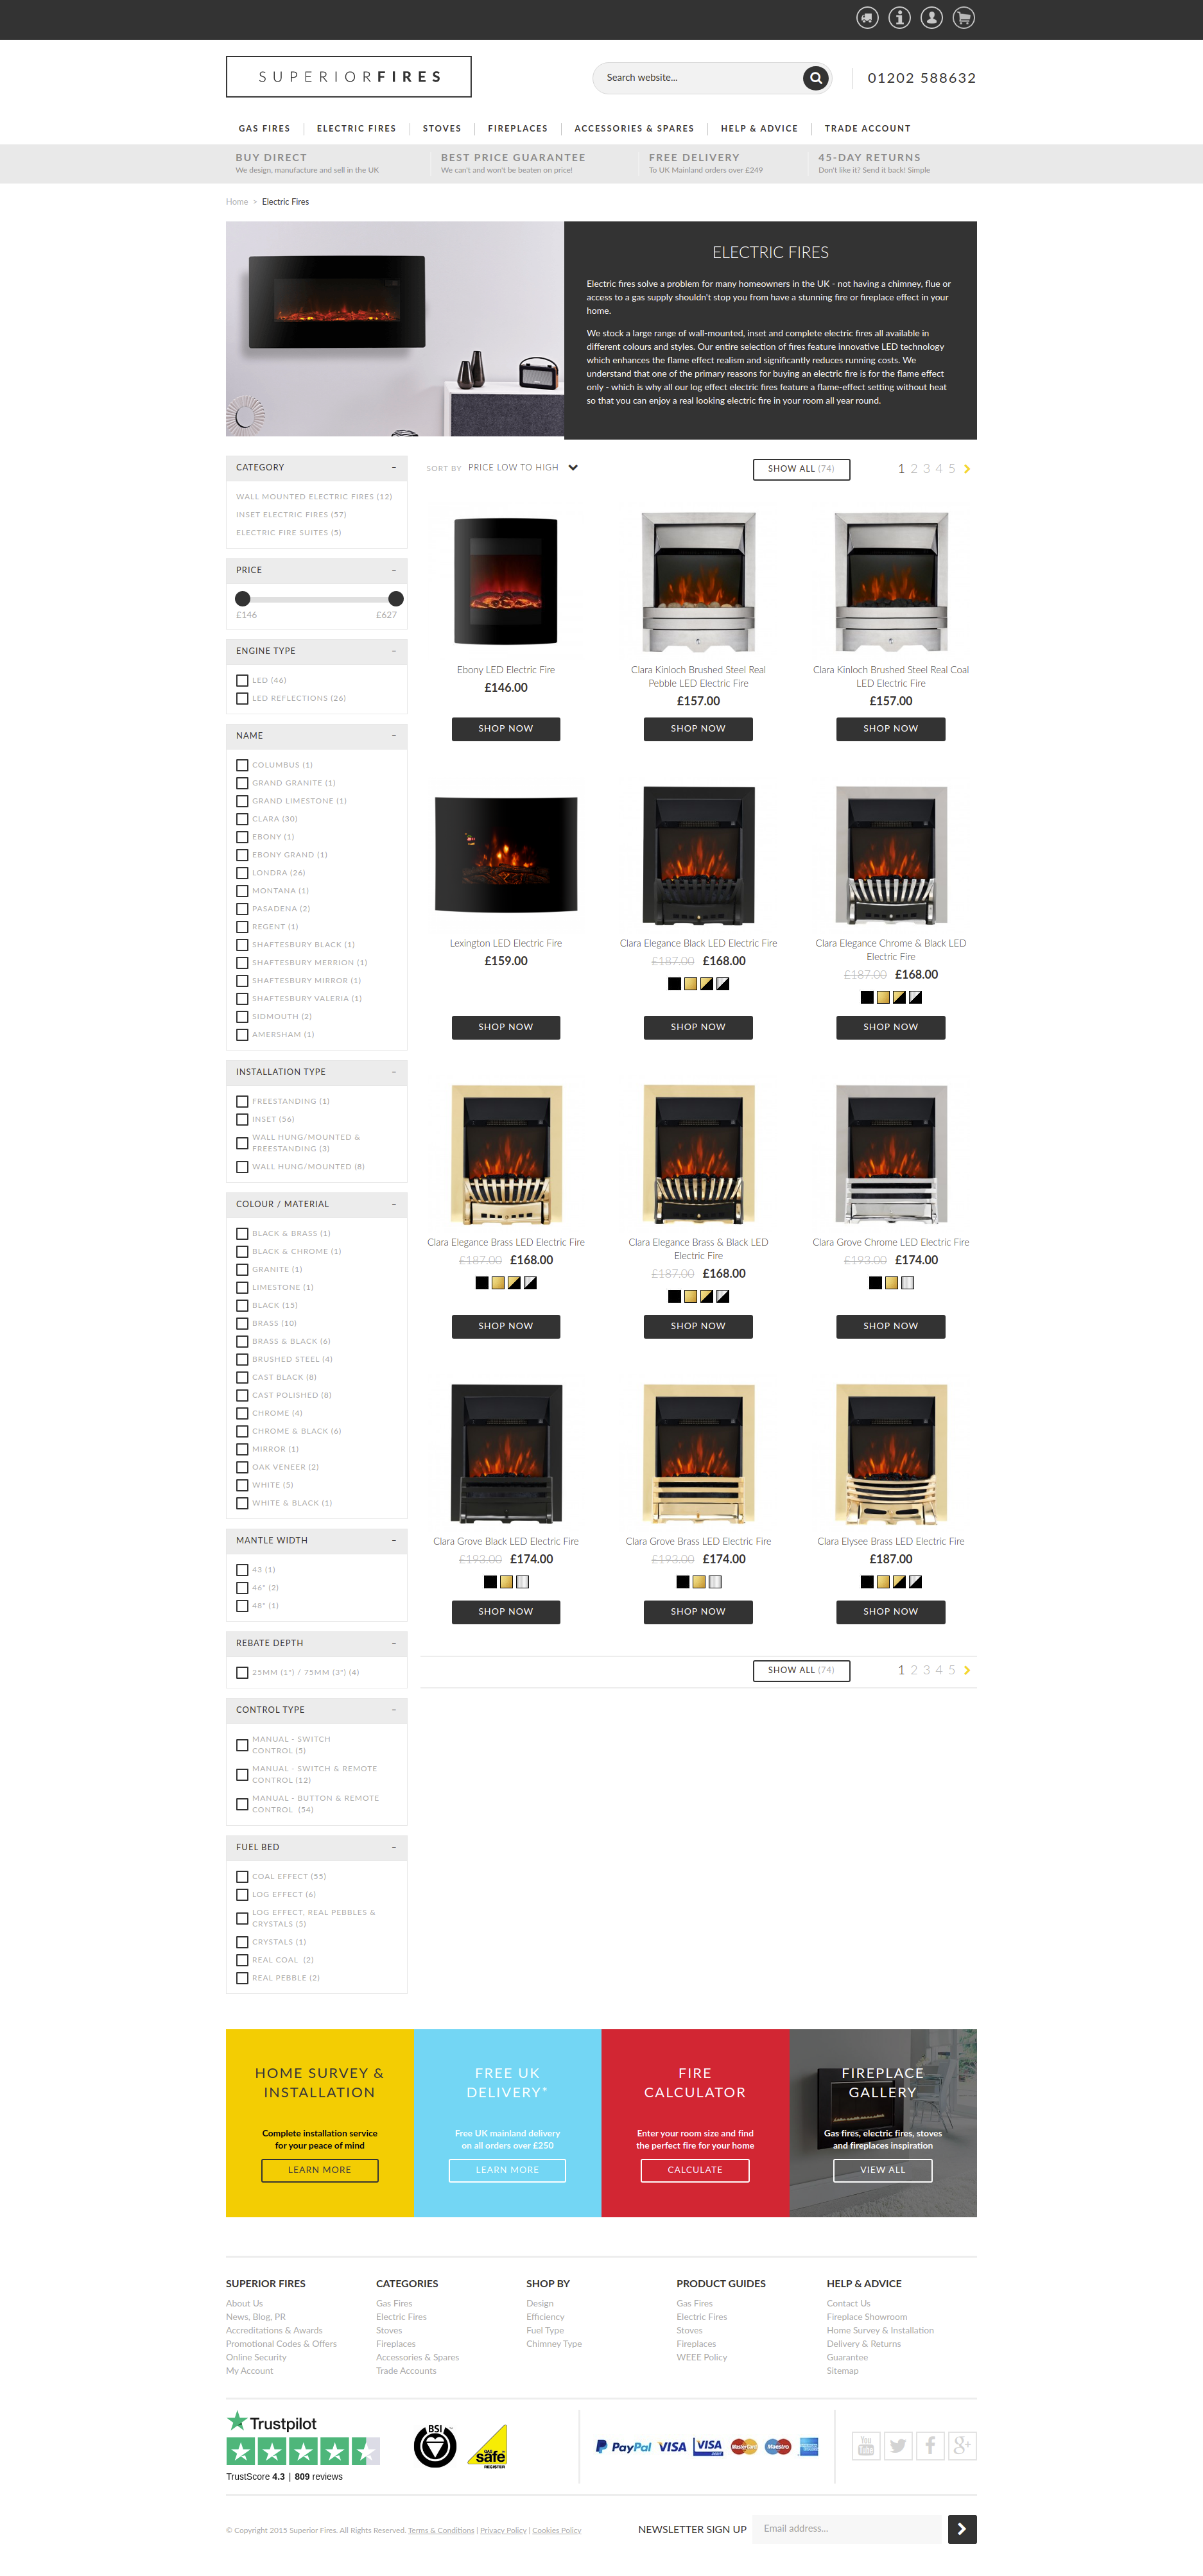 SUPERIORFIRES
Search website...
01202 588632
GAS FIRES
ELECTRIC FIRES
STOVES
FIREPLACES
ACCESSORIES & SPARES
HELP & ADVICE
TRADE ACCOUNT
BUY DIRECT
We design, manufacture and sell in the UK
BEST PRICE GUARANTEE
We can't and won't be beaten on price!
FREE DELIVERY
To UK Mainland orders over £249
45-DAY RETURNS
Don't like it? Send it back! Simple
Home > Electric Fires
ELECTRIC FIRES
Electric fires solve a problem for many homeowners in the UK - not having a chimney, flue or
access to a gas supply shouldn't stop you from have a stunning fire or fireplace effect in your
home.
We stock a large range of wall-mounted, inset and complete electric fires all available in
different colours and styles. Our entire selection of fires feature innovative LED technology
which enhances the flame effect realism and significantly reduces running costs. We
understand that one of the primary reasons for buying an electric fire is for the flame effect
only - which is why all our log effect electric fires feature a flame-effect setting without heat
so that you can enjoy a real looking electric fire in your room all year round.
CATEGORY –
WALL MOUNTED ELECTRIC FIRES (12)
INSET ELECTRIC FIRES (57)
ELECTRIC FIRE SUITES (5)
PRICE –
£146 £627
ENGINE TYPE –
LED (46)
LED REFLECTIONS (26)
NAME –
COLUMBUS (1)
GRAND GRANITE (1)
GRAND LIMESTONE (1)
CLARA (30)
EBONY (1)
EBONY GRAND (1)
LONDRA (26)
MONTANA (1)
PASADENA (2)
REGENT (1)
SHAFTESBURY BLACK (1)
SHAFTESBURY MERRION (1)
SHAFTESBURY MIRROR (1)
SHAFTESBURY VALERIA (1)
SIDMOUTH (2)
AMERSHAM (1)
INSTALLATION TYPE –
FREESTANDING (1)
INSET (56)
WALL HUNG/MOUNTED &
FREESTANDING (3)
WALL HUNG/MOUNTED (8)
COLOUR / MATERIAL –
BLACK & BRASS (1)
BLACK & CHROME (1)
GRANITE (1)
LIMESTONE (1)
BLACK (15)
BRASS (10)
BRASS & BLACK (6)
BRUSHED STEEL (4)
CAST BLACK (8)
CAST POLISHED (8)
CHROME (4)
CHROME & BLACK (6)
MIRROR (1)
OAK VENEER (2)
WHITE (5)
WHITE & BLACK (1)
MANTLE WIDTH –
43 (1)
46" (2)
48" (1)
REBATE DEPTH –
25MM (1") / 75MM (3") (4)
CONTROL TYPE –
MANUAL - SWITCH
CONTROL (5)
MANUAL - SWITCH & REMOTE
CONTROL (12)
MANUAL - BUTTON & REMOTE
CONTROL (54)
FUEL BED –
COAL EFFECT (55)
LOG EFFECT (6)
LOG EFFECT, REAL PEBBLES &
CRYSTALS (5)
CRYSTALS (1)
REAL COAL (2)
REAL PEBBLE (2)
SORT BY PRICE LOW TO HIGH
SHOW ALL (74)
1 2 3 4 5
Ebony LED Electric Fire
£146.00
SHOP NOW
Clara Kinloch Brushed Steel Real
Pebble LED Electric Fire
£157.00
SHOP NOW
Clara Kinloch Brushed Steel Real Coal
LED Electric Fire
£157.00
SHOP NOW
Lexington LED Electric Fire
£159.00
SHOP NOW
Clara Elegance Black LED Electric Fire
£187.00 £168.00
SHOP NOW
Clara Elegance Chrome & Black LED
Electric Fire
£187.00 £168.00
SHOP NOW
Clara Elegance Brass LED Electric Fire
£187.00 £168.00
SHOP NOW
Clara Elegance Brass & Black LED
Electric Fire
£187.00 £168.00
SHOP NOW
Clara Grove Chrome LED Electric Fire
£193.00 £174.00
SHOP NOW
Clara Grove Black LED Electric Fire
£193.00 £174.00
SHOP NOW
Clara Grove Brass LED Electric Fire
£193.00 £174.00
SHOP NOW
Clara Elysee Brass LED Electric Fire
£187.00
SHOP NOW
SHOW ALL (74)
1 2 3 4 5
HOME SURVEY &
INSTALLATION
Complete installation service
for your peace of mind
LEARN MORE
FREE UK
DELIVERY*
Free UK mainland delivery
on all orders over £250
LEARN MORE
FIRE
CALCULATOR
Enter your room size and find
the perfect fire for your home
CALCULATE
FIREPLACE
GALLERY
Gas fires, electric fires, stoves
and fireplaces inspiration
VIEW ALL
SUPERIOR FIRES
About Us
News, Blog, PR
Accreditations & Awards
Promotional Codes & Offers
Online Security
My Account
CATEGORIES
Gas Fires
Electric Fires
Stoves
Fireplaces
Accessories & Spares
Trade Accounts
SHOP BY
Design
Efficiency
Fuel Type
Chimney Type
PRODUCT GUIDES
Gas Fires
Electric Fires
Stoves
Fireplaces
WEEE Policy
HELP & ADVICE
Contact Us
Fireplace Showroom
Home Survey & Installation
Delivery & Returns
Guarantee
Sitemap
Trustpilot
TrustScore 4.3 | 809 reviews
BSI
safe
REGISTER
PayPal
VISA
VISA
MasterCard
Maestro
You
Tube
g+
© Copyright 2015 Superior Fires. All Rights Reserved. Terms & Conditions | Privacy Policy | Cookies Policy
NEWSLETTER SIGN UP
Email address...